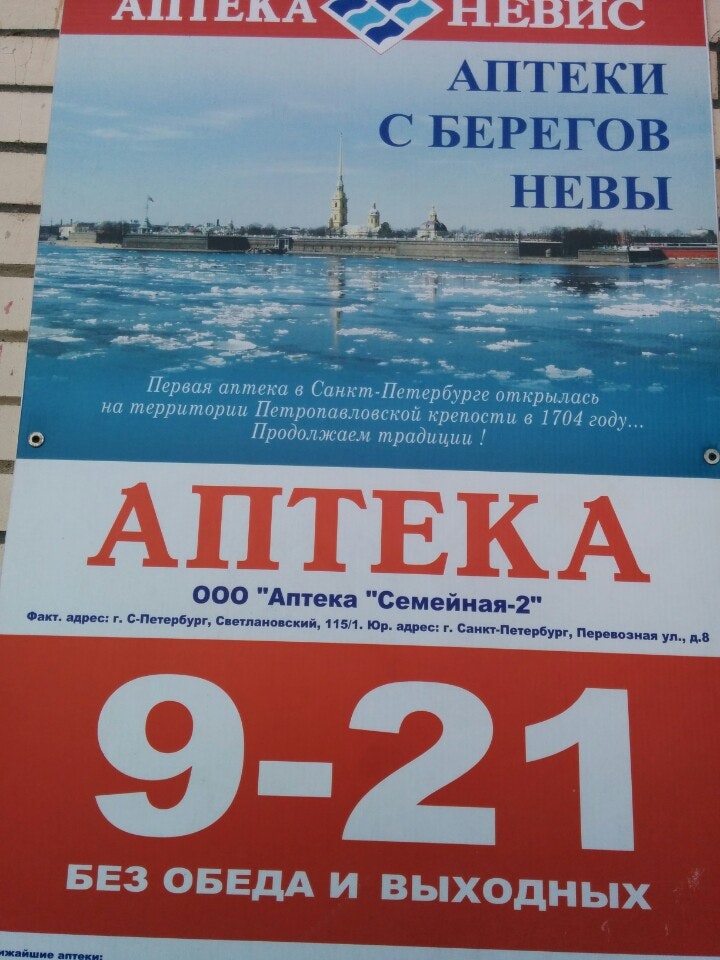 АПТЕКА НЕВИС
АПТЕКИ
С БЕРЕГОВ
НЕВЫ
Первая аптека в Санкт-Петербурге открылась
на территории Петропавловской крепости в 1704 году...
Продолжаем традиции !
АПТЕКА
ООО "Аптека "Семейная-2"
Факт. адрес: г. С-Петербург, Светлановский, 115/1. Юр. адрес: г. Санкт-Петербург, Перевозная ул., д.8
9-21
БЕЗ ОБЕДА И ВЫХОДНЫХ
аптеки: